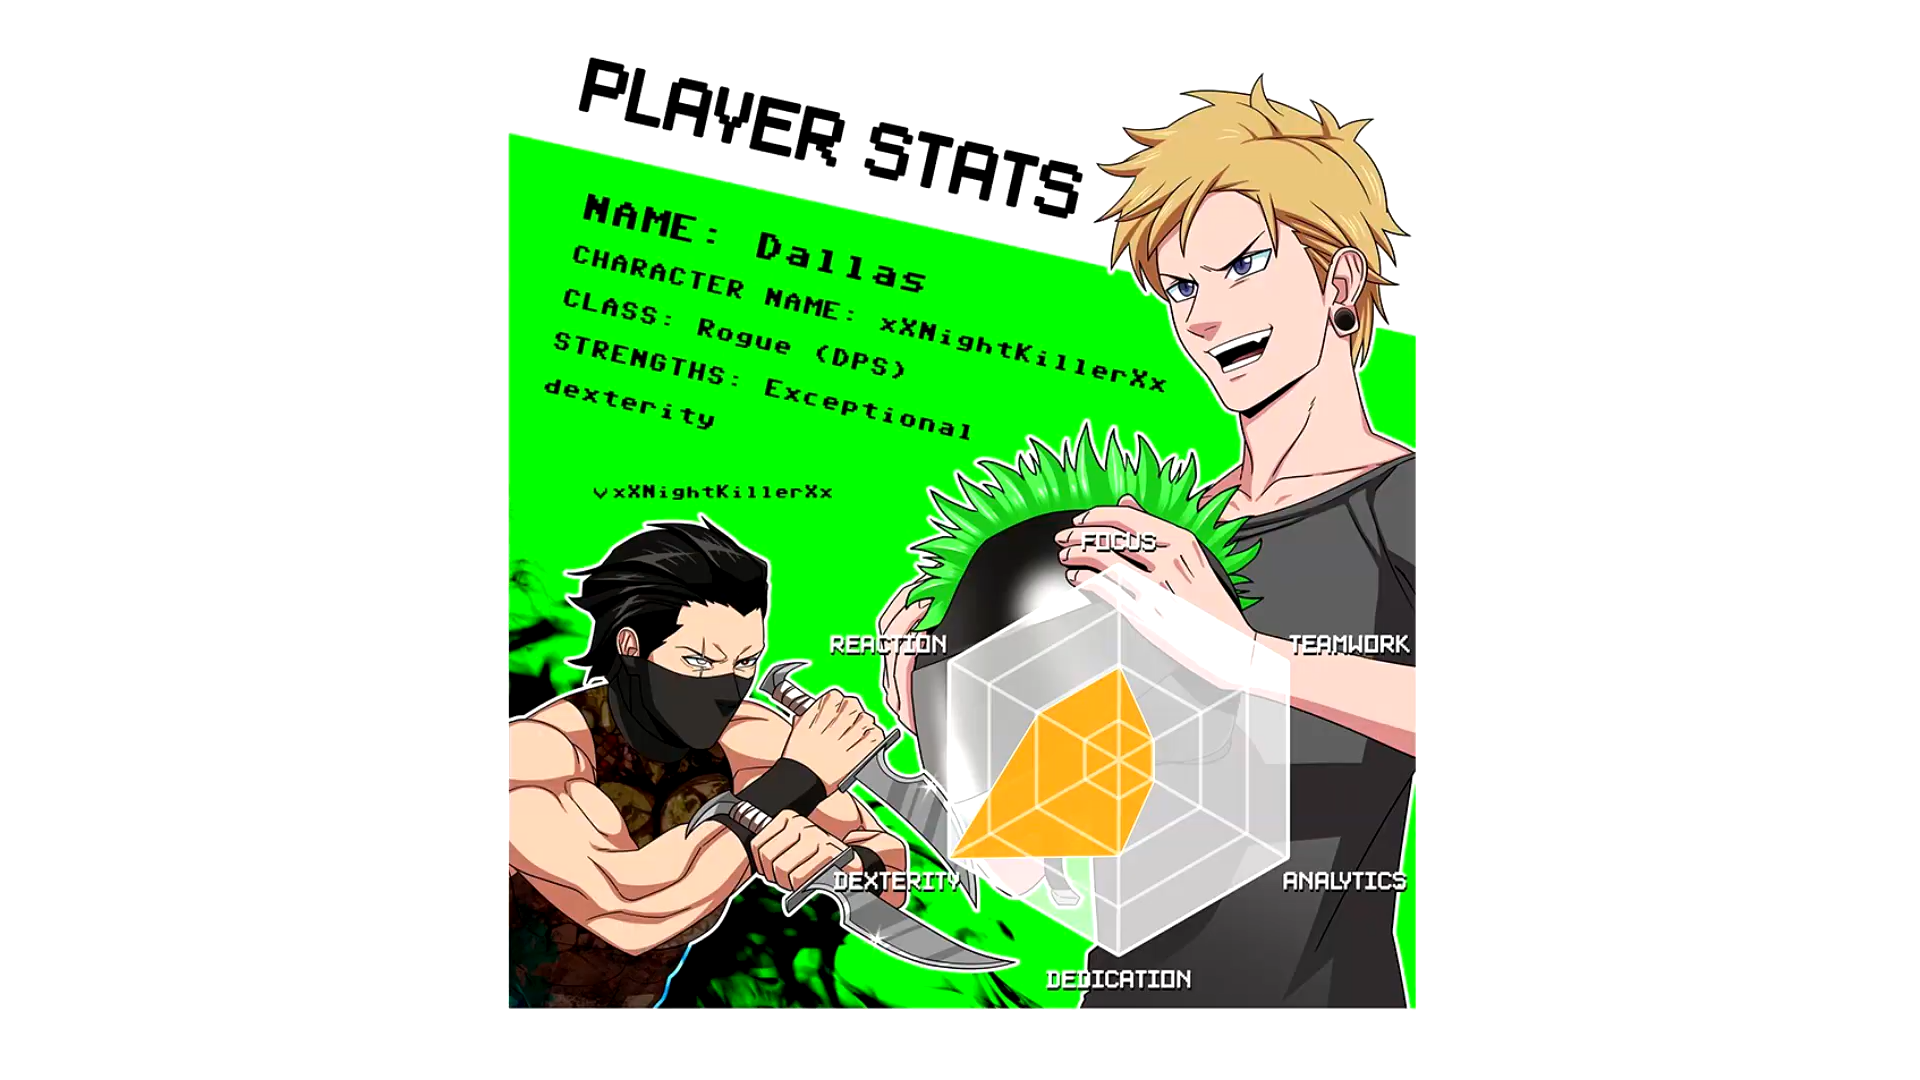 PLAYER STATS
NAME: Dallas
CHARACTER NAME: xXNightKillerXx
CLASS: Rogue (DPS)
STRENGTHS: Exceptional
dexterity
xXNightKillerXx
FOCUS
REACTION
TEAMWORK
DEXTERITY
ANALYTICS
DEDICATION